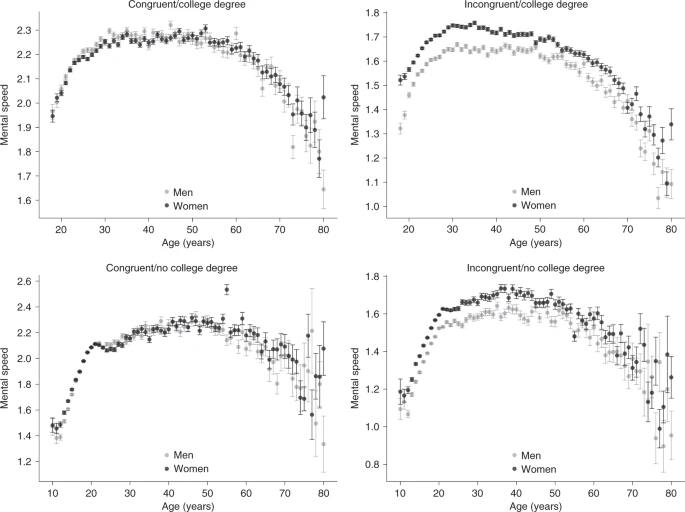 Congruent/college degree
Incongruent/college degree
Mental speed
2.3
2.2
2.1
2.0
1.9
1.8
1.7
1.6
Men
Women
20 30 40 50 60 70 80
Age (years)
Mental speed
1.8
1.7
1.6
1.5
1.4
1.3
1.2
1.1
1.0
Men
Women
20 30 40 50 60 70 80
Age (years)
Congruent/no college degree
Incongruent/no college degree
Mental speed
2.6
2.4
2.2
2.0
1.8
1.6
1.4
1.2
Men
Women
10 20 30 40 50 60 70 80
Age (years)
Mental speed
1.8
1.6
1.4
1.2
1.0
0.8
Men
Women
10 20 30 40 50 60 70 80
Age (years)